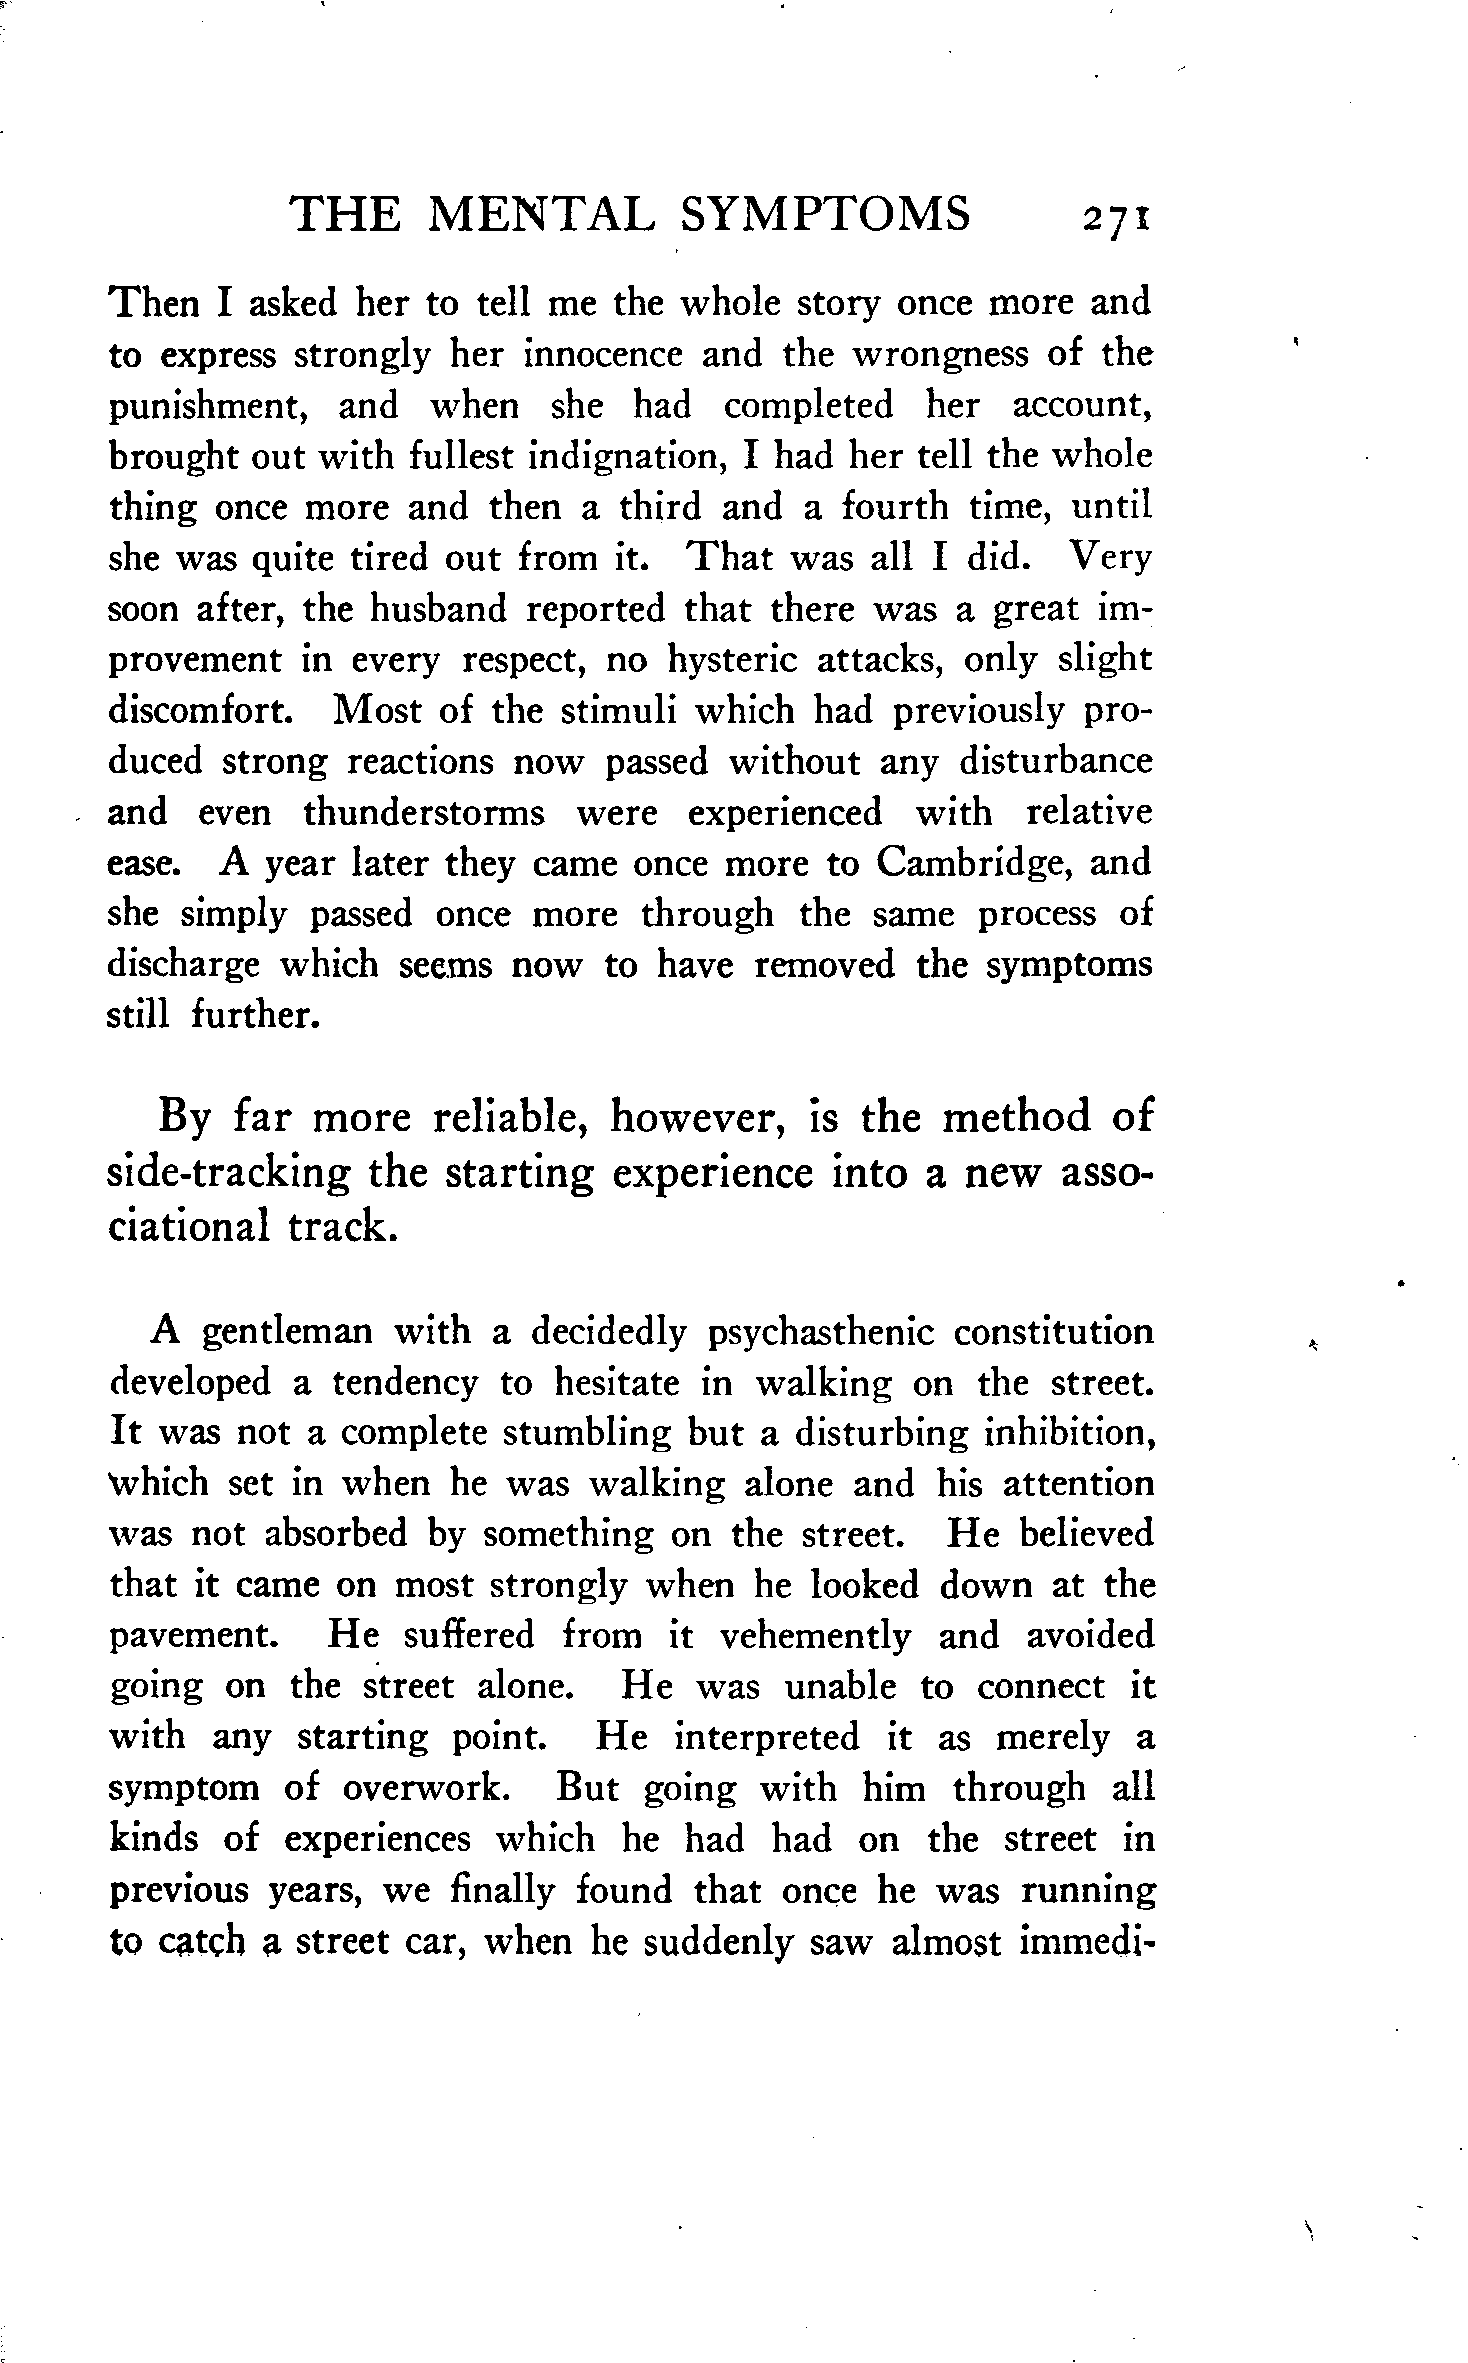 THE MENTAL SYMPTOMS 271
Then I asked her to tell me the whole story once more and
to express strongly her innocence and the wrongness of the
punishment, and when she had completed her account,
brought out with fullest indignation, I had her tell the whole
thing once more and then a third and a fourth time, until
she was quite tired out from it. That was all I did. Very
soon after, the husband reported that there was a great im-
provement in every respect, no hysteric attacks, only slight
discomfort. Most of the stimuli which had previously pro-
duced strong reactions now passed without any disturbance
and even thunderstorms were experienced with relative
ease. A year later they came once more to Cambridge, and
she simply passed once more through the same process of
discharge which seems now to have removed the symptoms
still further.
By far more reliable, however, is the method of
side-tracking the starting experience into a new asso-
ciational track.
A gentleman with a decidedly psychasthenic constitution
developed a tendency to hesitate in walking on the street.
It was not a complete stumbling but a disturbing inhibition,
which set in when he was walking alone and his attention
was not absorbed by something on the street. He believed
that it came on most strongly when he looked down at the
pavement. He suffered from it vehemently and avoided
going on the street alone. He was unable to connect it
with any starting point. He interpreted it as merely a
symptom of overwork. But going with him through all
kinds of experiences which he had had on the street in
previous years, we finally found that once he was running
to catch a street car, when he suddenly saw almost immedi-